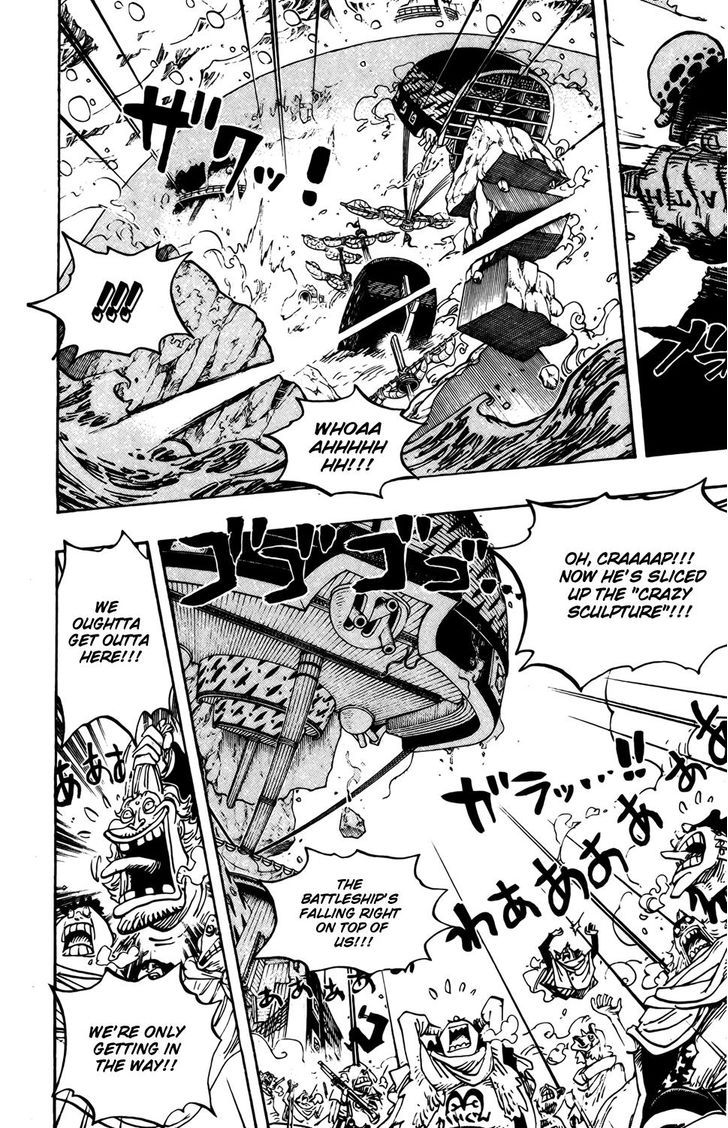 ザクッ!
!!!!
WHOAA
AHHHHH
HH!!!
OH, CRAAAAP!!!
NOW HE'S SLICED
UP THE "CRAZY
SCULPTURE"!!!
ゴゴゴゴ
ガラッ…!!
わあああああ
THE
BATTLESHIP'S
FALLING RIGHT
ON TOP OF
US!!!
WE
OUGHTTA
GET OUTTA
HERE!!!
WE'RE ONLY
GETTING IN
THE WAY!!